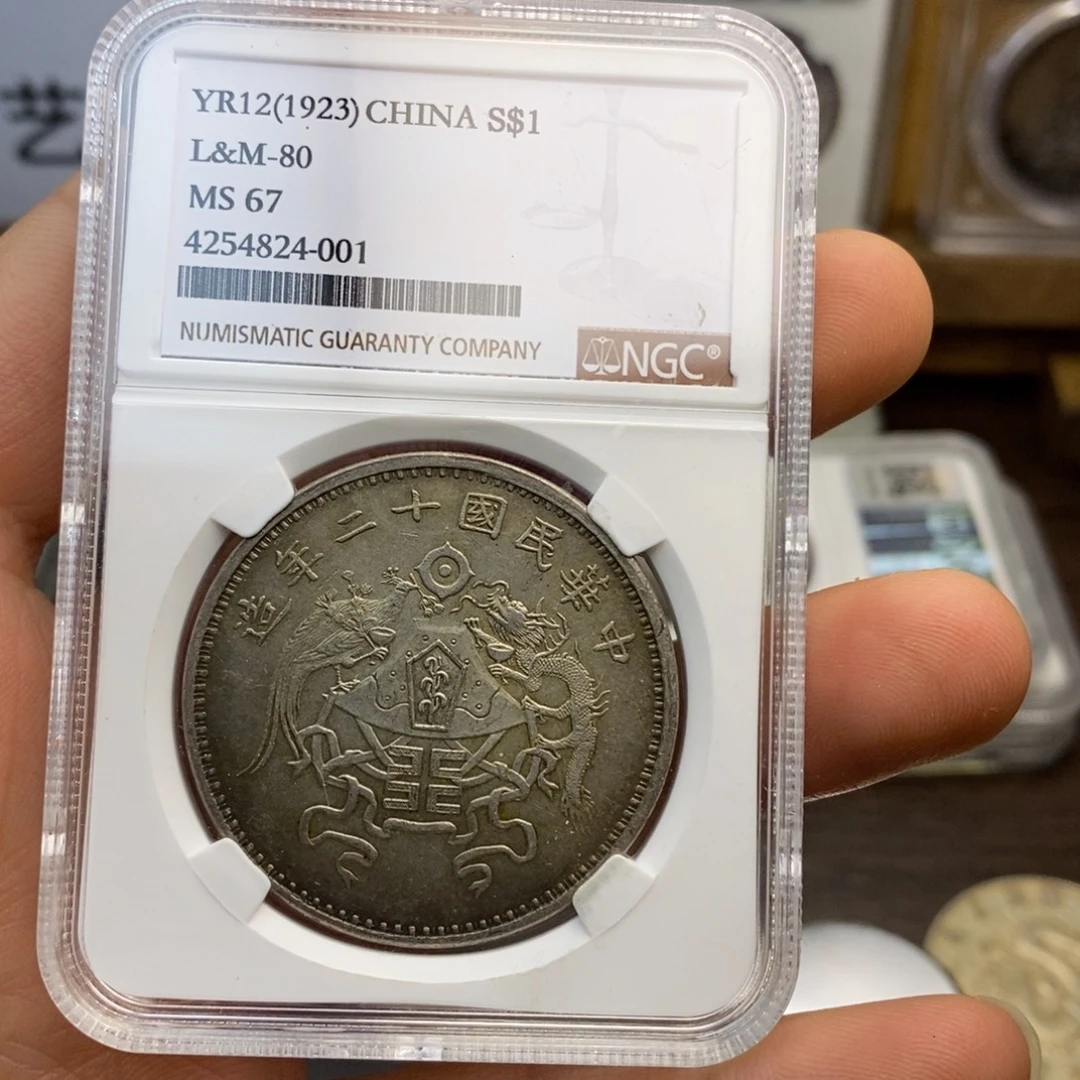 艺
YR12(1923) CHINA S$1
L&M-80
MS 67
4254824-001
NUMISMATIC GUARANTY COMPANY
NGC®
中華民國十二年造